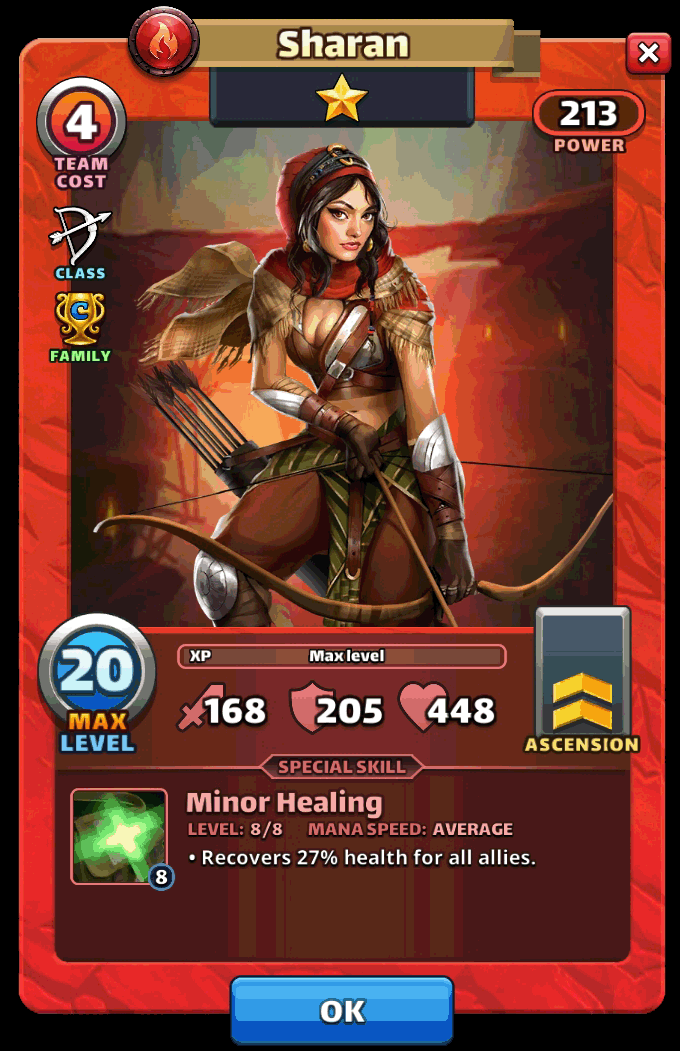 Sharan
4
TEAM
COST
213
POWER
CLASS
C
FAMILY
20
MAX
LEVEL
XP Max level
168 205 448
ASCENSION
SPECIAL SKILL
Minor Healing
LEVEL: 8/8 MANA SPEED: AVERAGE
8
• Recovers 27% health for all allies.
OK